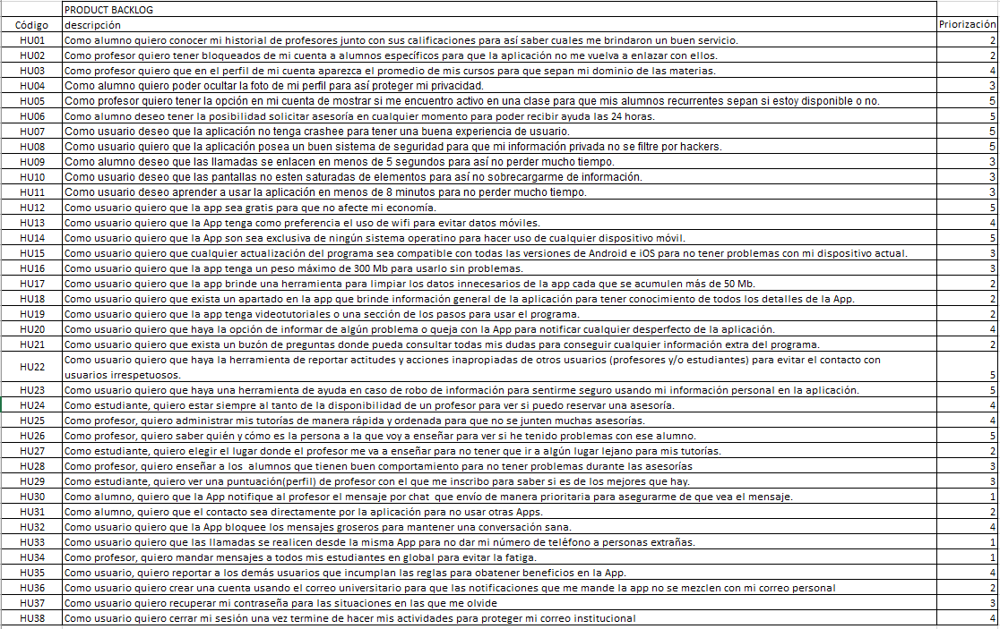 PRODUCT BACKLOG
Código descripción Priorización
HU01 Como alumno quiero conocer mi historial de profesores junto con sus calificaciones para así saber cuales me brindaron un buen servicio. 2
HU02 Como profesor quiero tener bloqueados de mi cuenta a alumnos específicos para que la aplicación no me vuelva a enlazar con ellos. 2
HU03 Como profesor quiero que en el perfil de mi cuenta aparezca el promedio de mis cursos para que sepan mi dominio de las materias. 4
HU04 Como alumno quiero poder ocultar la foto de mi perfil para así proteger mi privacidad. 3
HU05 Como profesor quiero tener la opción en mi cuenta de mostrar si me encuentro activo en una clase para que mis alumnos recurrentes sepan si estoy disponible o no. 5
HU06 Como alumno deseo tener la posibilidad solicitar asesoría en cualquier momento para poder recibir ayuda las 24 horas. 5
HU07 Como usuario deseo que la aplicación no tenga crashee para tener una buena experiencia de usuario. 5
HU08 Como usuario quiero que la aplicación posea un buen sistema de seguridad para que mi información privada no se filtre por hackers. 5
HU09 Como alumno deseo que las llamadas se enlacen en menos de 5 segundos para así no perder mucho tiempo. 3
HU10 Como usuario deseo que las pantallas no esten saturadas de elementos para así no sobrecargarme de información. 3
HU11 Como usuario deseo aprender a usar la aplicación en menos de 8 minutos para no perder mucho tiempo. 3
HU12 Como usuario quiero que la app sea gratis para que no afecte mi economía. 5
HU13 Como usuario quiero que la App tenga como preferencia el uso de wifi para evitar datos móviles. 4
HU14 Como usuario quiero que la App son sea exclusiva de ningún sistema operatino para hacer uso de cualquier dispositivo móvil. 5
HU15 Como usuario quiero que cualquier actualización del programa sea compatible con todas las versiones de Android e iOS para no tener problemas con mi dispositivo actual. 3
HU16 Como usuario quiero que la app tenga un peso máximo de 300 Mb para usarlo sin problemas. 3
HU17 Como usuario quiero que la app brinde una herramienta para limpiar los datos innecesarios de la app cada que se acumulen más de 50 Mb. 2
HU18 Como usuario quiero que exista un apartado en la app que brinde información general de la aplicación para tener conocimiento de todos los detalles de la App. 2
HU19 Como usuario quiero que la app tenga videotutoriales o una sección de los pasos para usar el programa. 2
HU20 Como usuario quiero que haya la opción de informar de algún problema o queja con la App para notificar cualquier desperfecto de la aplicación. 4
HU21 Como usuario quiero que exista un buzón de preguntas donde pueda consultar todas mis dudas para conseguir cualquier información extra del programa. 2
HU22 Como usuario quiero que haya la herramienta de reportar actitudes y acciones inapropiadas de otros usuarios (profesores y/o estudiantes) para evitar el contacto con
usuarios irrespetuosos. 5
HU23 Como usuario quiero que haya una herramienta de ayuda en caso de robo de información para sentirme seguro usando mi información personal en la aplicación. 5
HU24 Como estudiante, quiero estar siempre al tanto de la disponibilidad de un profesor para ver si puedo reservar una asesoría. 4
HU25 Como profesor, quiero administrar mis tutorías de manera rápida y ordenada para que no se junten muchas asesorías. 4
HU26 Como profesor, quiero saber quién y cómo es la persona a la que voy a enseñar para ver si he tenido problemas con ese alumno. 5
HU27 Como estudiante, quiero elegir el lugar donde el profesor me va a enseñar para no tener que ir a algún lugar lejano para mis tutorías. 2
HU28 Como profesor, quiero enseñar a los alumnos que tienen buen comportamiento para no tener problemas durante las asesorías 3
HU29 Como estudiante, quiero ver una puntuación(perfil) de profesor con el que me inscribo para saber si es de los mejores que hay. 3
HU30 Como alumno, quiero que la App notifique al profesor el mensaje por chat que envío de manera prioritaria para asegurarme de que vea el mensaje. 1
HU31 Como alumno, quiero que el contacto sea directamente por la aplicación para no usar otras Apps. 2
HU32 Como usuario quiero que la App bloquee los mensajes groseros para mantener una conversación sana. 4
HU33 Como usuario quiero que las llamadas se realicen desde la misma App para no dar mi número de teléfono a personas extrañas. 1
HU34 Como profesor, quiero mandar mensajes a todos mis estudiantes en global para evitar la fatiga. 1
HU35 Como usuario, quiero reportar a los demás usuarios que incumplan las reglas para obatener beneficios en la App. 4
HU36 Como usuario quiero crear una cuenta usando el correo universitario para que las notificaciones que me mande la app no se mezclen con mi correo personal 2
HU37 Como usuario quiero recuperar mi contraseña para las situaciones en las que me olvide 3
HU38 Como usuario quiero cerrar mi sesión una vez termine de hacer mis actividades para proteger mi correo institucional 4